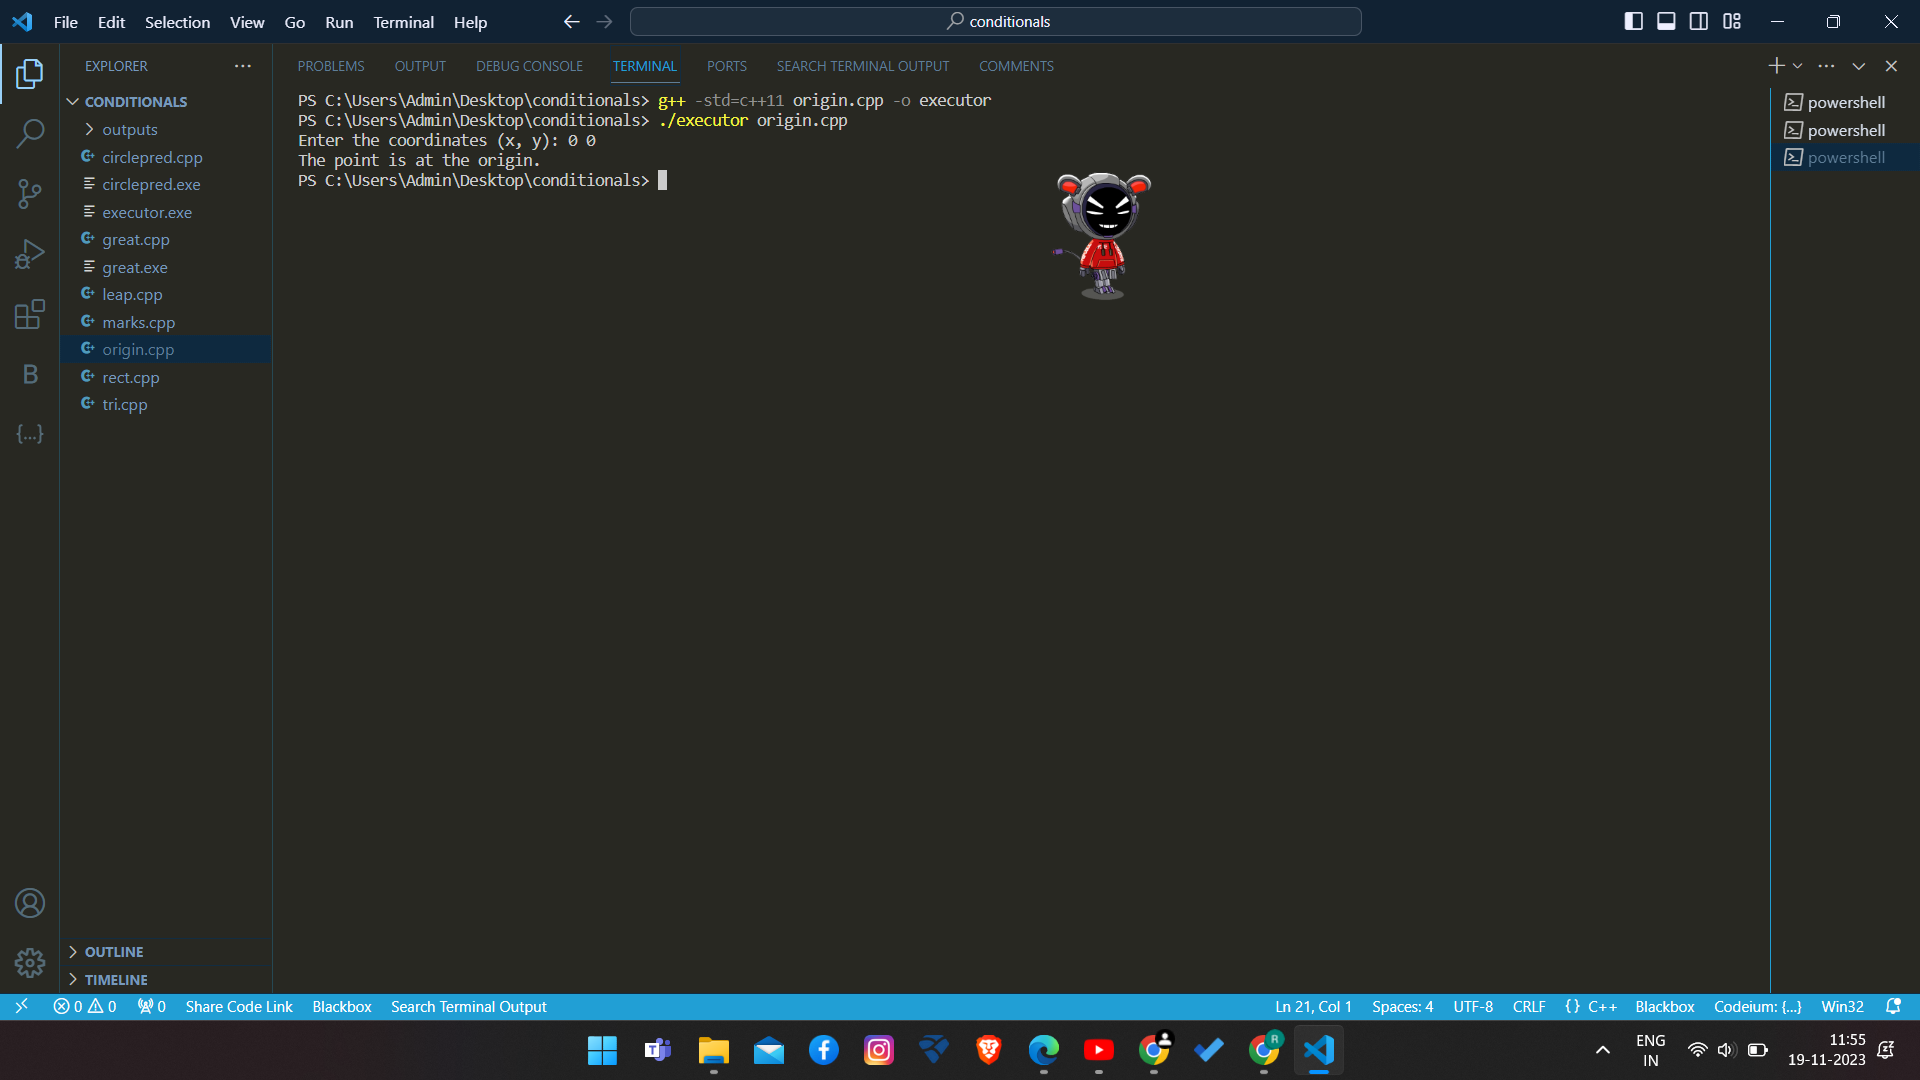 File Edit Selection View Go Run Terminal Help
conditionals
EXPLORER
CONDITIONALS
outputs
circlepred.cpp
circlepred.exe
executor.exe
great.cpp
great.exe
leap.cpp
marks.cpp
origin.cpp
rect.cpp
tri.cpp
OUTLINE
TIMELINE
PROBLEMS OUTPUT DEBUG CONSOLE TERMINAL PORTS SEARCH TERMINAL OUTPUT COMMENTS
PS C:\Users\Admin\Desktop\conditionals> g++ -std=c++11 origin.cpp -o executor
PS C:\Users\Admin\Desktop\conditionals> ./executor origin.cpp
Enter the coordinates (x, y): 0 0
The point is at the origin.
PS C:\Users\Admin\Desktop\conditionals>
powershell
powershell
powershell
0 0 0 Share Code Link Blackbox Search Terminal Output
Ln 21, Col 1 Spaces: 4 UTF-8 CRLF {} C++ Blackbox Codeium: {...} Win32
ENG
IN
11:55
19-11-2023